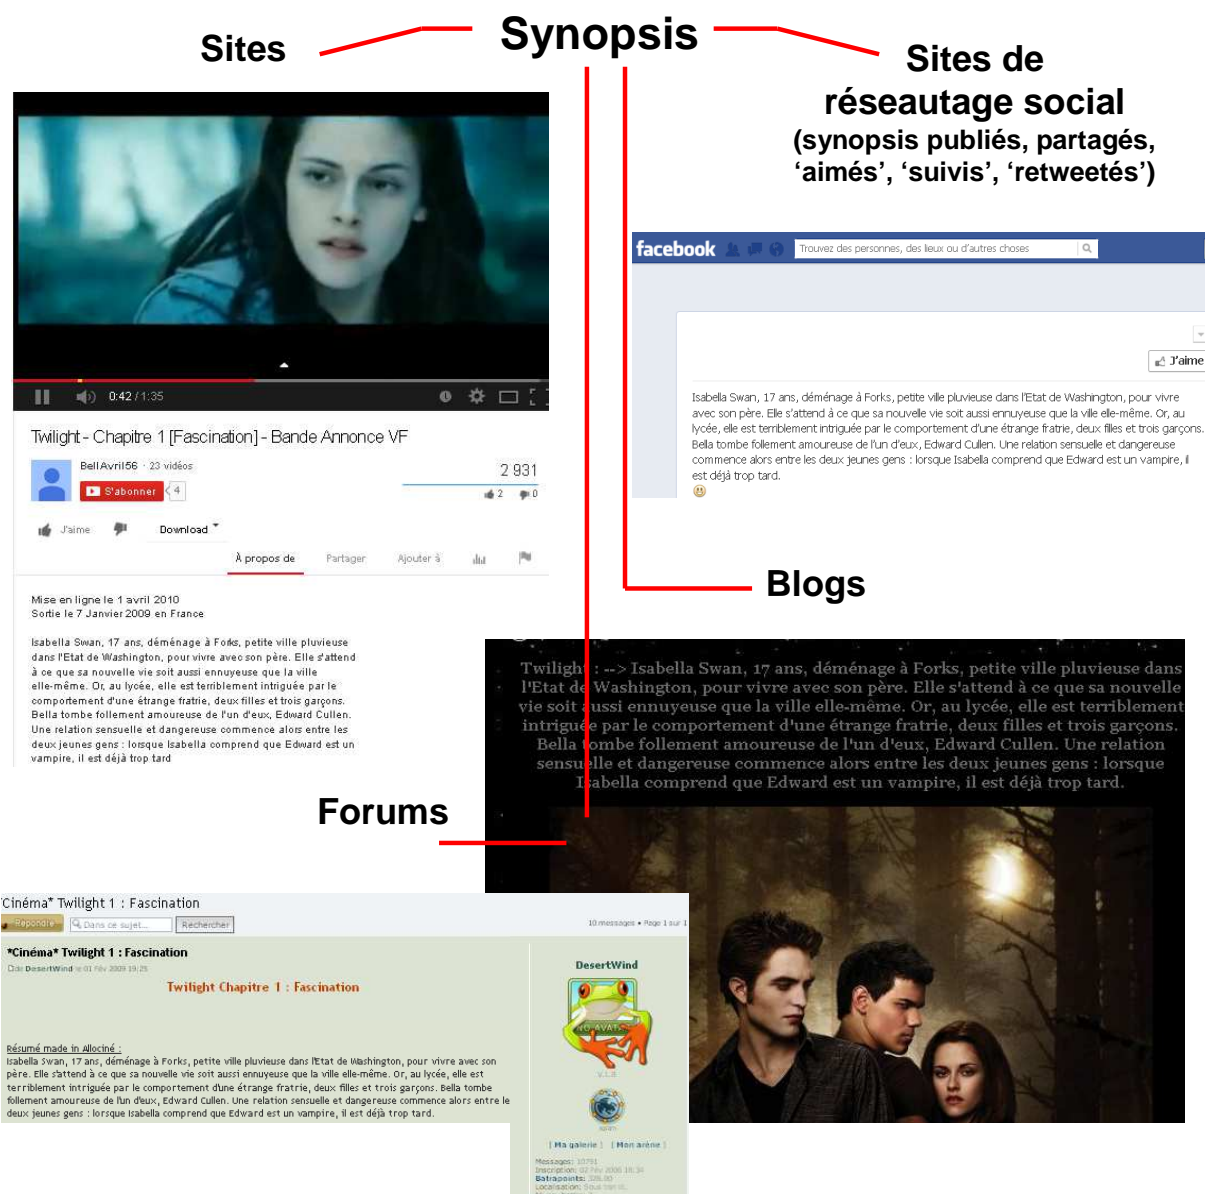 Synopsis
Sites
Sites de
réseautage social
(synopsis publiés, partagés,
‘aimés’, ‘suivis’, ‘retweetés’)
0:42 / 1:35
Twilight - Chapitre 1 [Fascination] - Bande Annonce VF
BellAvril56 · 23 vidéos
S'abonner 4
2 931
2 0
J'aime Download
À propos de Partager Ajouter à
Mise en ligne le 1 avril 2010
Sortie le 7 Janvier 2009 en France
Isabella Swan, 17 ans, déménage à Forks, petite ville pluvieuse
dans l'Etat de Washington, pour vivre avec son père. Elle s'attend
à ce que sa nouvelle vie soit aussi ennuyeuse que la ville
elle-même. Or, au lycée, elle est terriblement intriguée par le
comportement d'une étrange fratrie, deux filles et trois garçons.
Bella tombe follement amoureuse de l'un d'eux, Edward Cullen.
Une relation sensuelle et dangereuse commence alors entre les
deux jeunes gens : lorsque Isabella comprend que Edward est un
vampire, il est déjà trop tard
facebook
Trouvez des personnes, des lieux ou d'autres choses
J'aime
Isabella Swan, 17 ans, déménage à Forks, petite ville pluvieuse dans l'Etat de Washington, pour vivre
avec son père. Elle s'attend à ce que sa nouvelle vie soit aussi ennuyeuse que la ville elle-même. Or, au
lycée, elle est terriblement intriguée par le comportement d'une étrange fratrie, deux filles et trois garçons.
Bella tombe follement amoureuse de l'un d'eux, Edward Cullen. Une relation sensuelle et dangereuse
commence alors entre les deux jeunes gens : lorsque Isabella comprend que Edward est un vampire, il
est déjà trop tard.
Blogs
Twilight : --> Isabella Swan, 17 ans, déménage à Forks, petite ville pluvieuse dans
l'Etat de Washington, pour vivre avec son père. Elle s'attend à ce que sa nouvelle
vie soit aussi ennuyeuse que la ville elle-même. Or, au lycée, elle est terriblement
intriguée par le comportement d'une étrange fratrie, deux filles et trois garçons.
Bella tombe follement amoureuse de l'un d'eux, Edward Cullen. Une relation
sensuelle et dangereuse commence alors entre les deux jeunes gens : lorsque
Isabella comprend que Edward est un vampire, il est déjà trop tard.
Forums
*Cinéma* Twilight 1 : Fascination
Répondre Dans ce sujet... Rechercher
10 messages • Page 1 sur 1
*Cinéma* Twilight 1 : Fascination
de DesertWind le 01 Fév 2009 19:25
Twilight Chapitre 1 : Fascination
Résumé made in Allociné :
Isabella Swan, 17 ans, déménage à Forks, petite ville pluvieuse dans l'Etat de Washington, pour vivre avec son
père. Elle s'attend à ce que sa nouvelle vie soit aussi ennuyeuse que la ville elle-même. Or, au lycée, elle est
terriblement intriguée par le comportement d'une étrange fratrie, deux filles et trois garçons. Bella tombe
follement amoureuse de l'un d'eux, Edward Cullen. Une relation sensuelle et dangereuse commence alors entre le
deux jeunes gens : lorsque Isabella comprend que Edward est un vampire, il est déjà trop tard.
DesertWind
NO AVATAR
V.I.B
[ Ma galerie ] [ Mon arène ]
Messages: 10791
Inscription: 02 Fév 2006 19:34
Batrapoints:
Localisation: